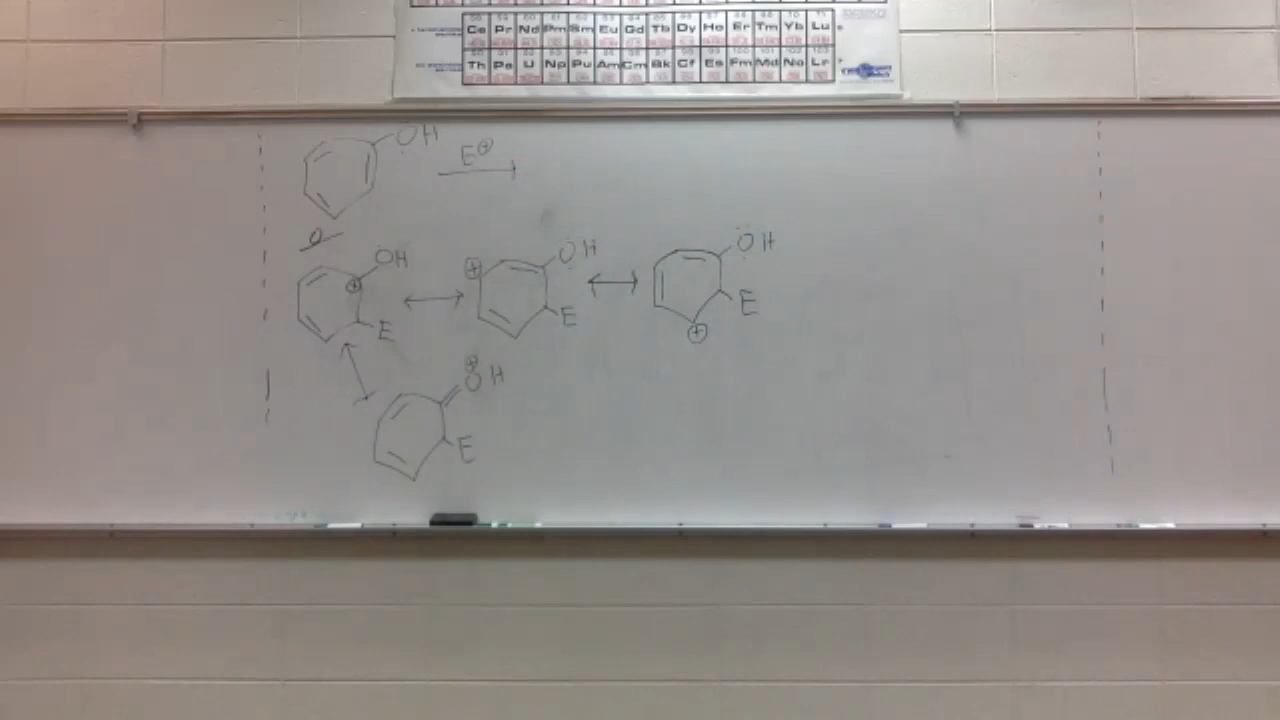 Ce Pr Nd Pm Sm Eu Gd Tb Dy Ho Er Tm Yb Lu
Th Pa U Np Pu Am Cm Bk Cf Es Fm Md No Lr
OH
E⊕
o
OH
⊕
E
⊕
OH
E
OH
E
⊕
⊕
OH
E